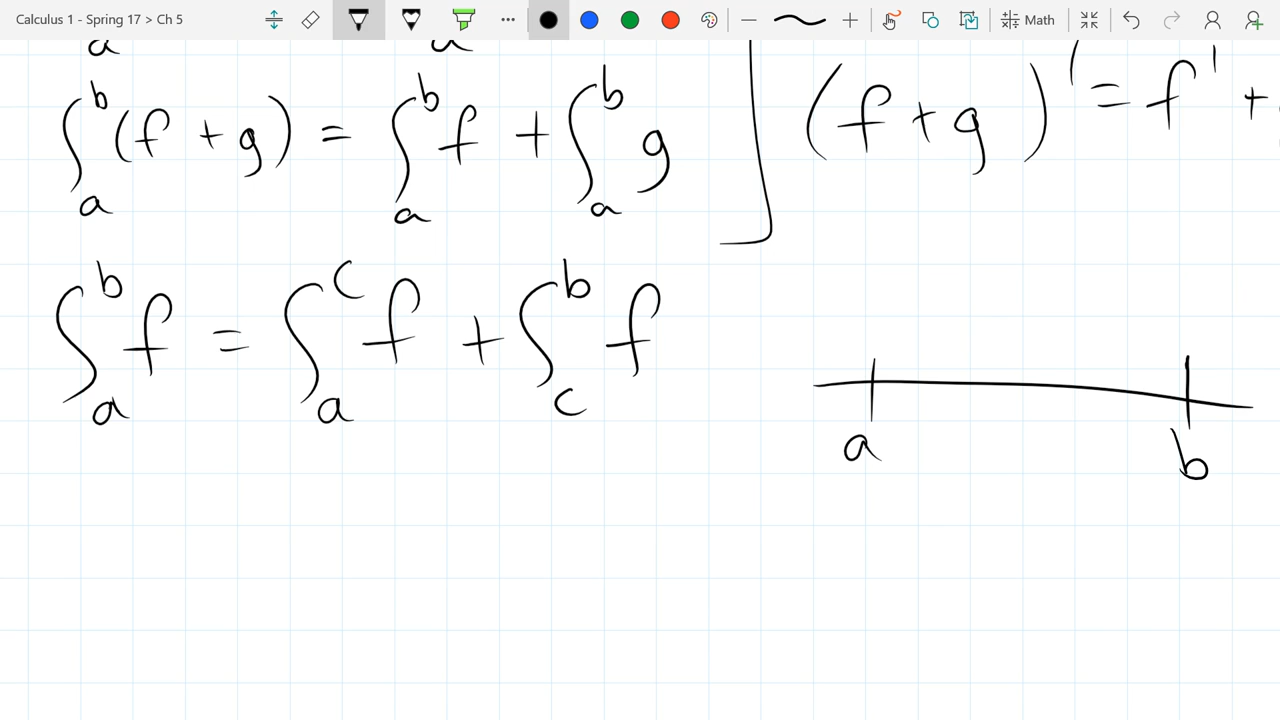 Calculus 1 - Spring 17 > Ch 5
Math
a a
∫_a^b (f + g) = ∫_a^b f + ∫_a^b g
(f + g)' = f' +
∫_a^b f = ∫_a^c f + ∫_c^b f
a b